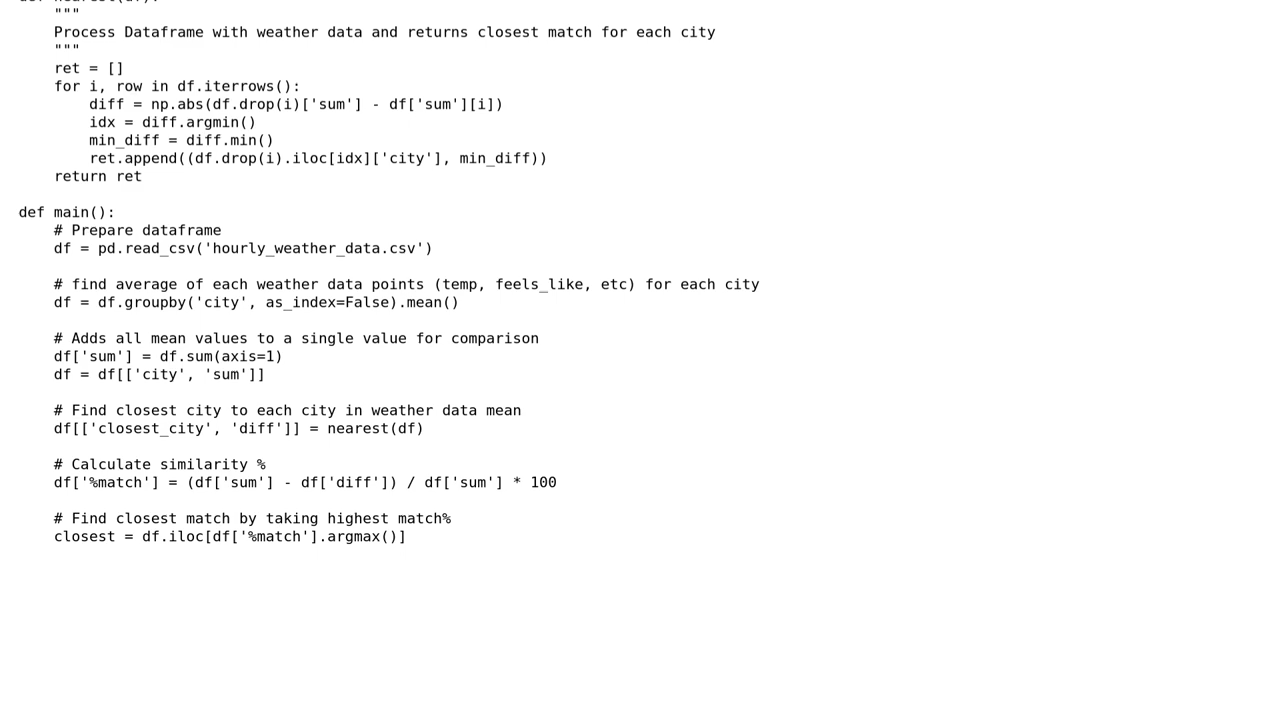 def nearest(df):
    """
    Process Dataframe with weather data and returns closest match for each city
    """
    ret = []
    for i, row in df.iterrows():
        diff = np.abs(df.drop(i)['sum'] - df['sum'][i])
        idx = diff.argmin()
        min_diff = diff.min()
        ret.append((df.drop(i).iloc[idx]['city'], min_diff))
    return ret

def main():
    # Prepare dataframe
    df = pd.read_csv('hourly_weather_data.csv')

    # find average of each weather data points (temp, feels_like, etc) for each city
    df = df.groupby('city', as_index=False).mean()

    # Adds all mean values to a single value for comparison
    df['sum'] = df.sum(axis=1)
    df = df[['city', 'sum']]

    # Find closest city to each city in weather data mean
    df[['closest_city', 'diff']] = nearest(df)

    # Calculate similarity %
    df['%match'] = (df['sum'] - df['diff']) / df['sum'] * 100

    # Find closest match by taking highest match%
    closest = df.iloc[df['%match'].argmax()]